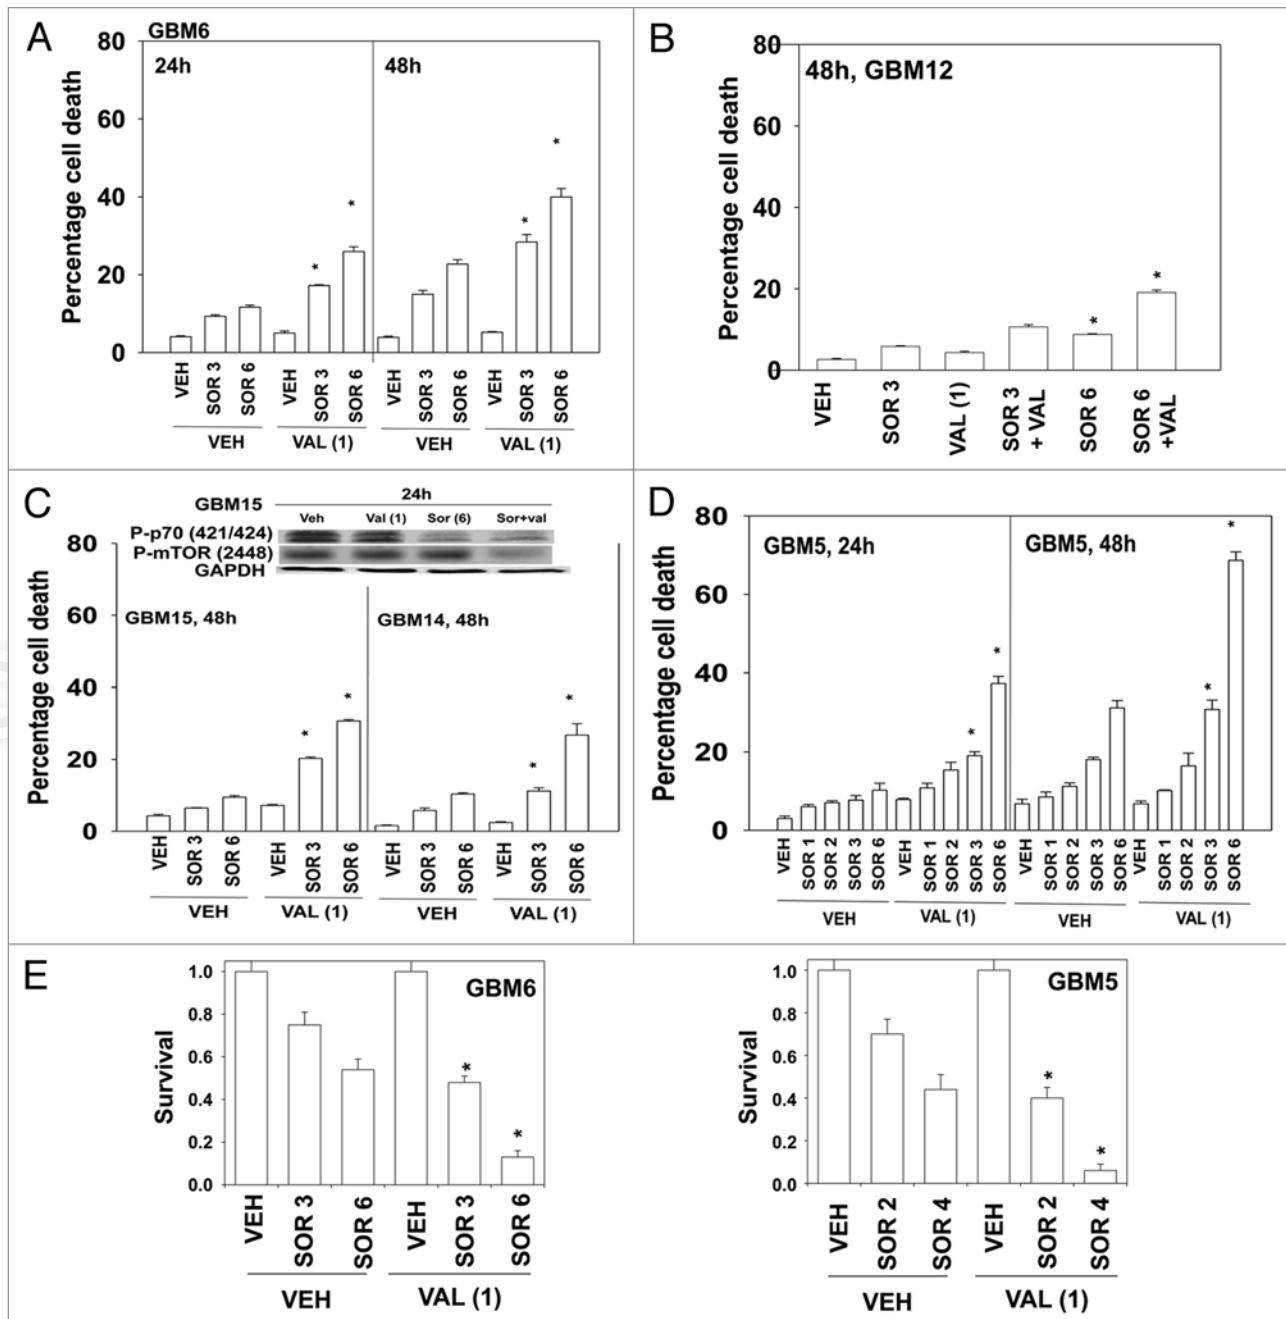 A
GBM6
24h
48h
Percentage cell death
80
60
40
20
0
*
*
*
*
VEH
SOR 3
SOR 6
VEH
SOR 3
SOR 6
VEH
SOR 3
SOR 6
VEH
SOR 3
SOR 6
VEH
VAL (1)
VEH
VAL (1)
B
48h, GBM12
Percentage cell death
80
60
40
20
0
*
*
VEH
SOR 3
VAL (1)
SOR 3
+ VAL
SOR 6
SOR 6
+VAL
C
24h
GBM15
Veh
Val (1)
Sor (6)
Sor+val
P-p70 (421/424)
P-mTOR (2448)
GAPDH
GBM15, 48h
GBM14, 48h
Percentage cell death
80
60
40
20
0
*
*
*
*
VEH
SOR 3
SOR 6
VEH
SOR 3
SOR 6
VEH
SOR 3
SOR 6
VEH
SOR 3
SOR 6
VEH
VAL (1)
VEH
VAL (1)
D
GBM5, 24h
GBM5, 48h
Percentage cell death
80
60
40
20
0
*
*
*
*
VEH
SOR 1
SOR 2
SOR 3
SOR 6
VEH
SOR 1
SOR 2
SOR 3
SOR 6
VEH
SOR 1
SOR 2
SOR 3
SOR 6
VEH
SOR 1
SOR 2
SOR 3
SOR 6
VEH
VAL (1)
VEH
VAL (1)
E
GBM6
Survival
1.0
0.8
0.6
0.4
0.2
0.0
*
*
VEH
SOR 3
SOR 6
VEH
SOR 3
SOR 6
VEH
VAL (1)
GBM5
Survival
1.0
0.8
0.6
0.4
0.2
0.0
*
*
VEH
SOR 2
SOR 4
VEH
SOR 2
SOR 4
VEH
VAL (1)